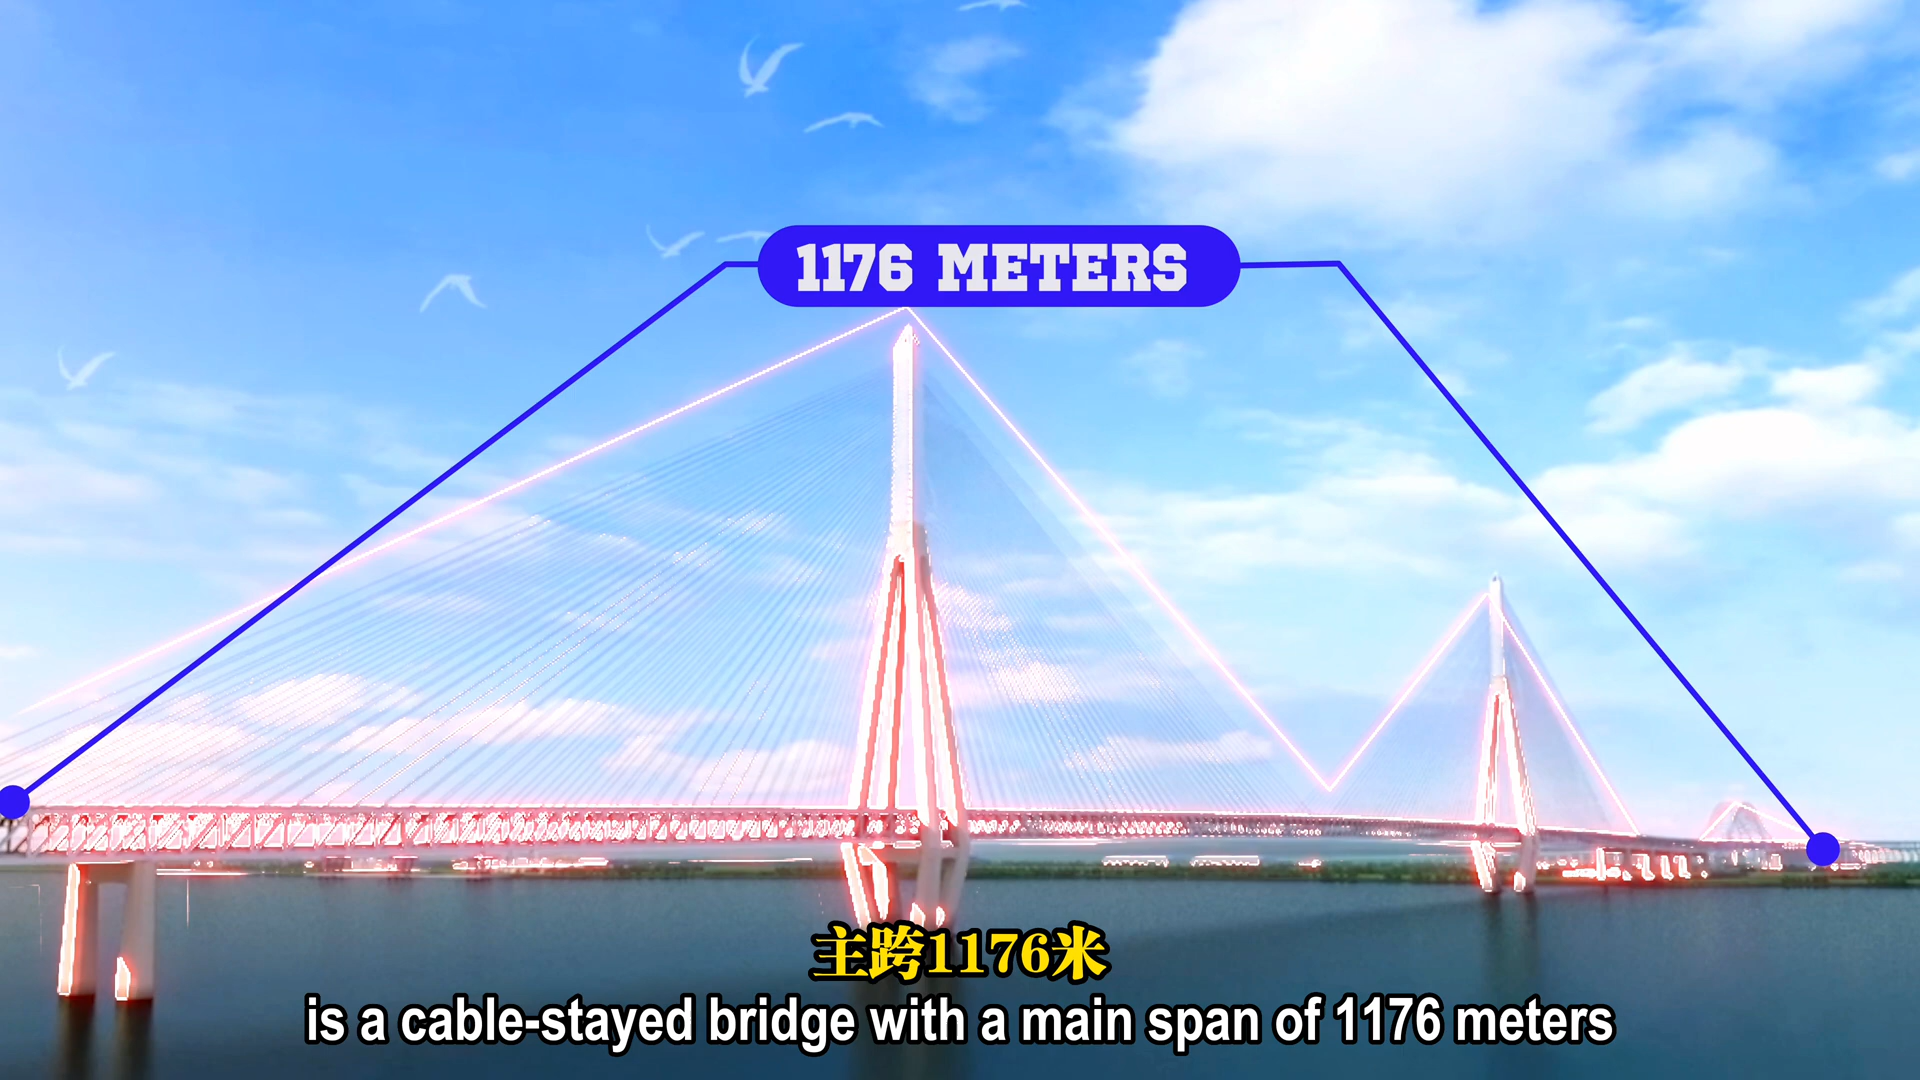 1176 METERS
主跨1176米
is a cable-stayed bridge with a main span of 1176 meters